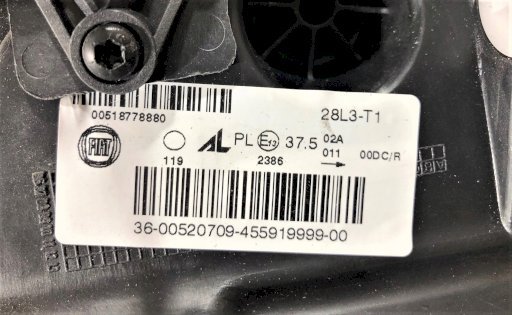 00518778880
28L3-T1
FIAT
AL PL E13 37.5 02A
011 00DC/R
119 2386
36-00520709-455919999-00